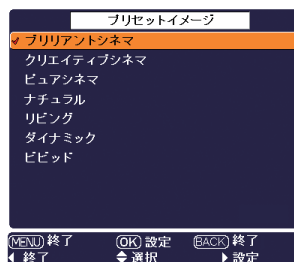 プリセットイメージ
ブリリアントシネマ
クリエイティブシネマ
ピュアシネマ
ナチュラル
リビング
ダイナミック
ビビッド
MENU 終了 OK 設定 BACK 終了
終了 選択 設定